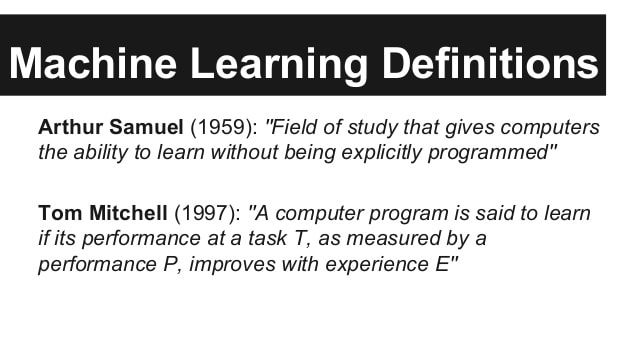 Machine Learning Definitions
Arthur Samuel (1959): "Field of study that gives computers
the ability to learn without being explicitly programmed"
Tom Mitchell (1997): "A computer program is said to learn
if its performance at a task T, as measured by a
performance P, improves with experience E"